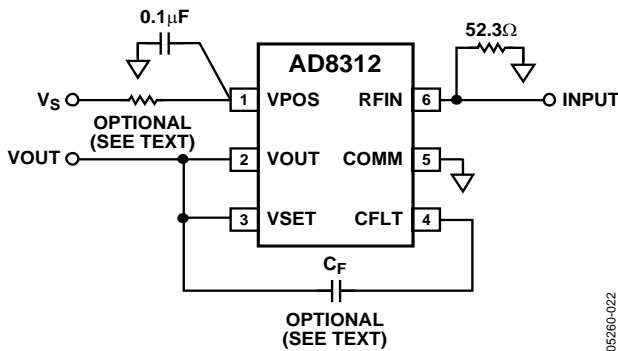 0.1μF
52.3Ω
AD8312
VS
1 VPOS
RFIN 6
INPUT
OPTIONAL
(SEE TEXT)
VOUT
2 VOUT
COMM 5
3 VSET
CFLT 4
CF
OPTIONAL
(SEE TEXT)
05260-022